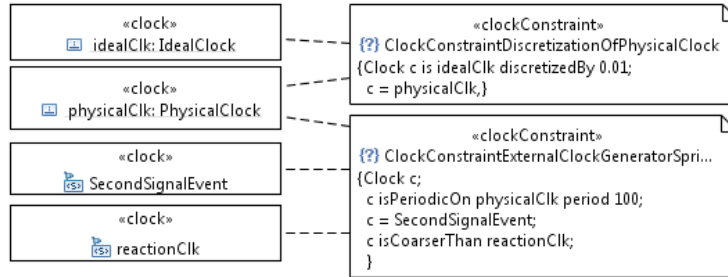 «clock»
idealClk: IdealClock
«clock»
physicalClk: PhysicalClock
«clock»
SecondSignalEvent
«clock»
reactionClk
«clockConstraint»
{?} ClockConstraintDiscretizationOfPhysicalClock
{Clock c is idealClk discretizedBy 0.01;
c = physicalClk,}
«clockConstraint»
{?} ClockConstraintExternalClockGeneratorSpri...
{Clock c;
c isPeriodicOn physicalClk period 100;
c = SecondSignalEvent;
c isCoarserThan reactionClk;
}